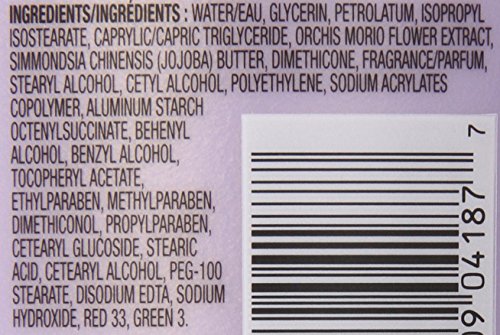 INGREDIENTS/INGRÉDIENTS : WATER/EAU, GLYCERIN, PETROLATUM, ISOPROPYL
ISOSTEARATE, CAPRYLIC/CAPRIC TRIGLYCERIDE, ORCHIS MORIO FLOWER EXTRACT,
SIMMONDSIA CHINENSIS (JOJOBA) BUTTER, DIMETHICONE, FRAGRANCE/PARFUM,
STEARYL ALCOHOL, CETYL ALCOHOL, POLYETHYLENE, SODIUM ACRYLATES
COPOLYMER, ALUMINUM STARCH
OCTENYLSUCCINATE, BEHENYL
ALCOHOL, BENZYL ALCOHOL,
TOCOPHERYL ACETATE,
ETHYLPARABEN, METHYLPARABEN,
DIMETHICONOL, PROPYLPARABEN,
CETEARYL GLUCOSIDE, STEARIC
ACID, CETEARYL ALCOHOL, PEG-100
STEARATE, DISODIUM EDTA, SODIUM
HYDROXIDE, RED 33, GREEN 3.
09 04187 7